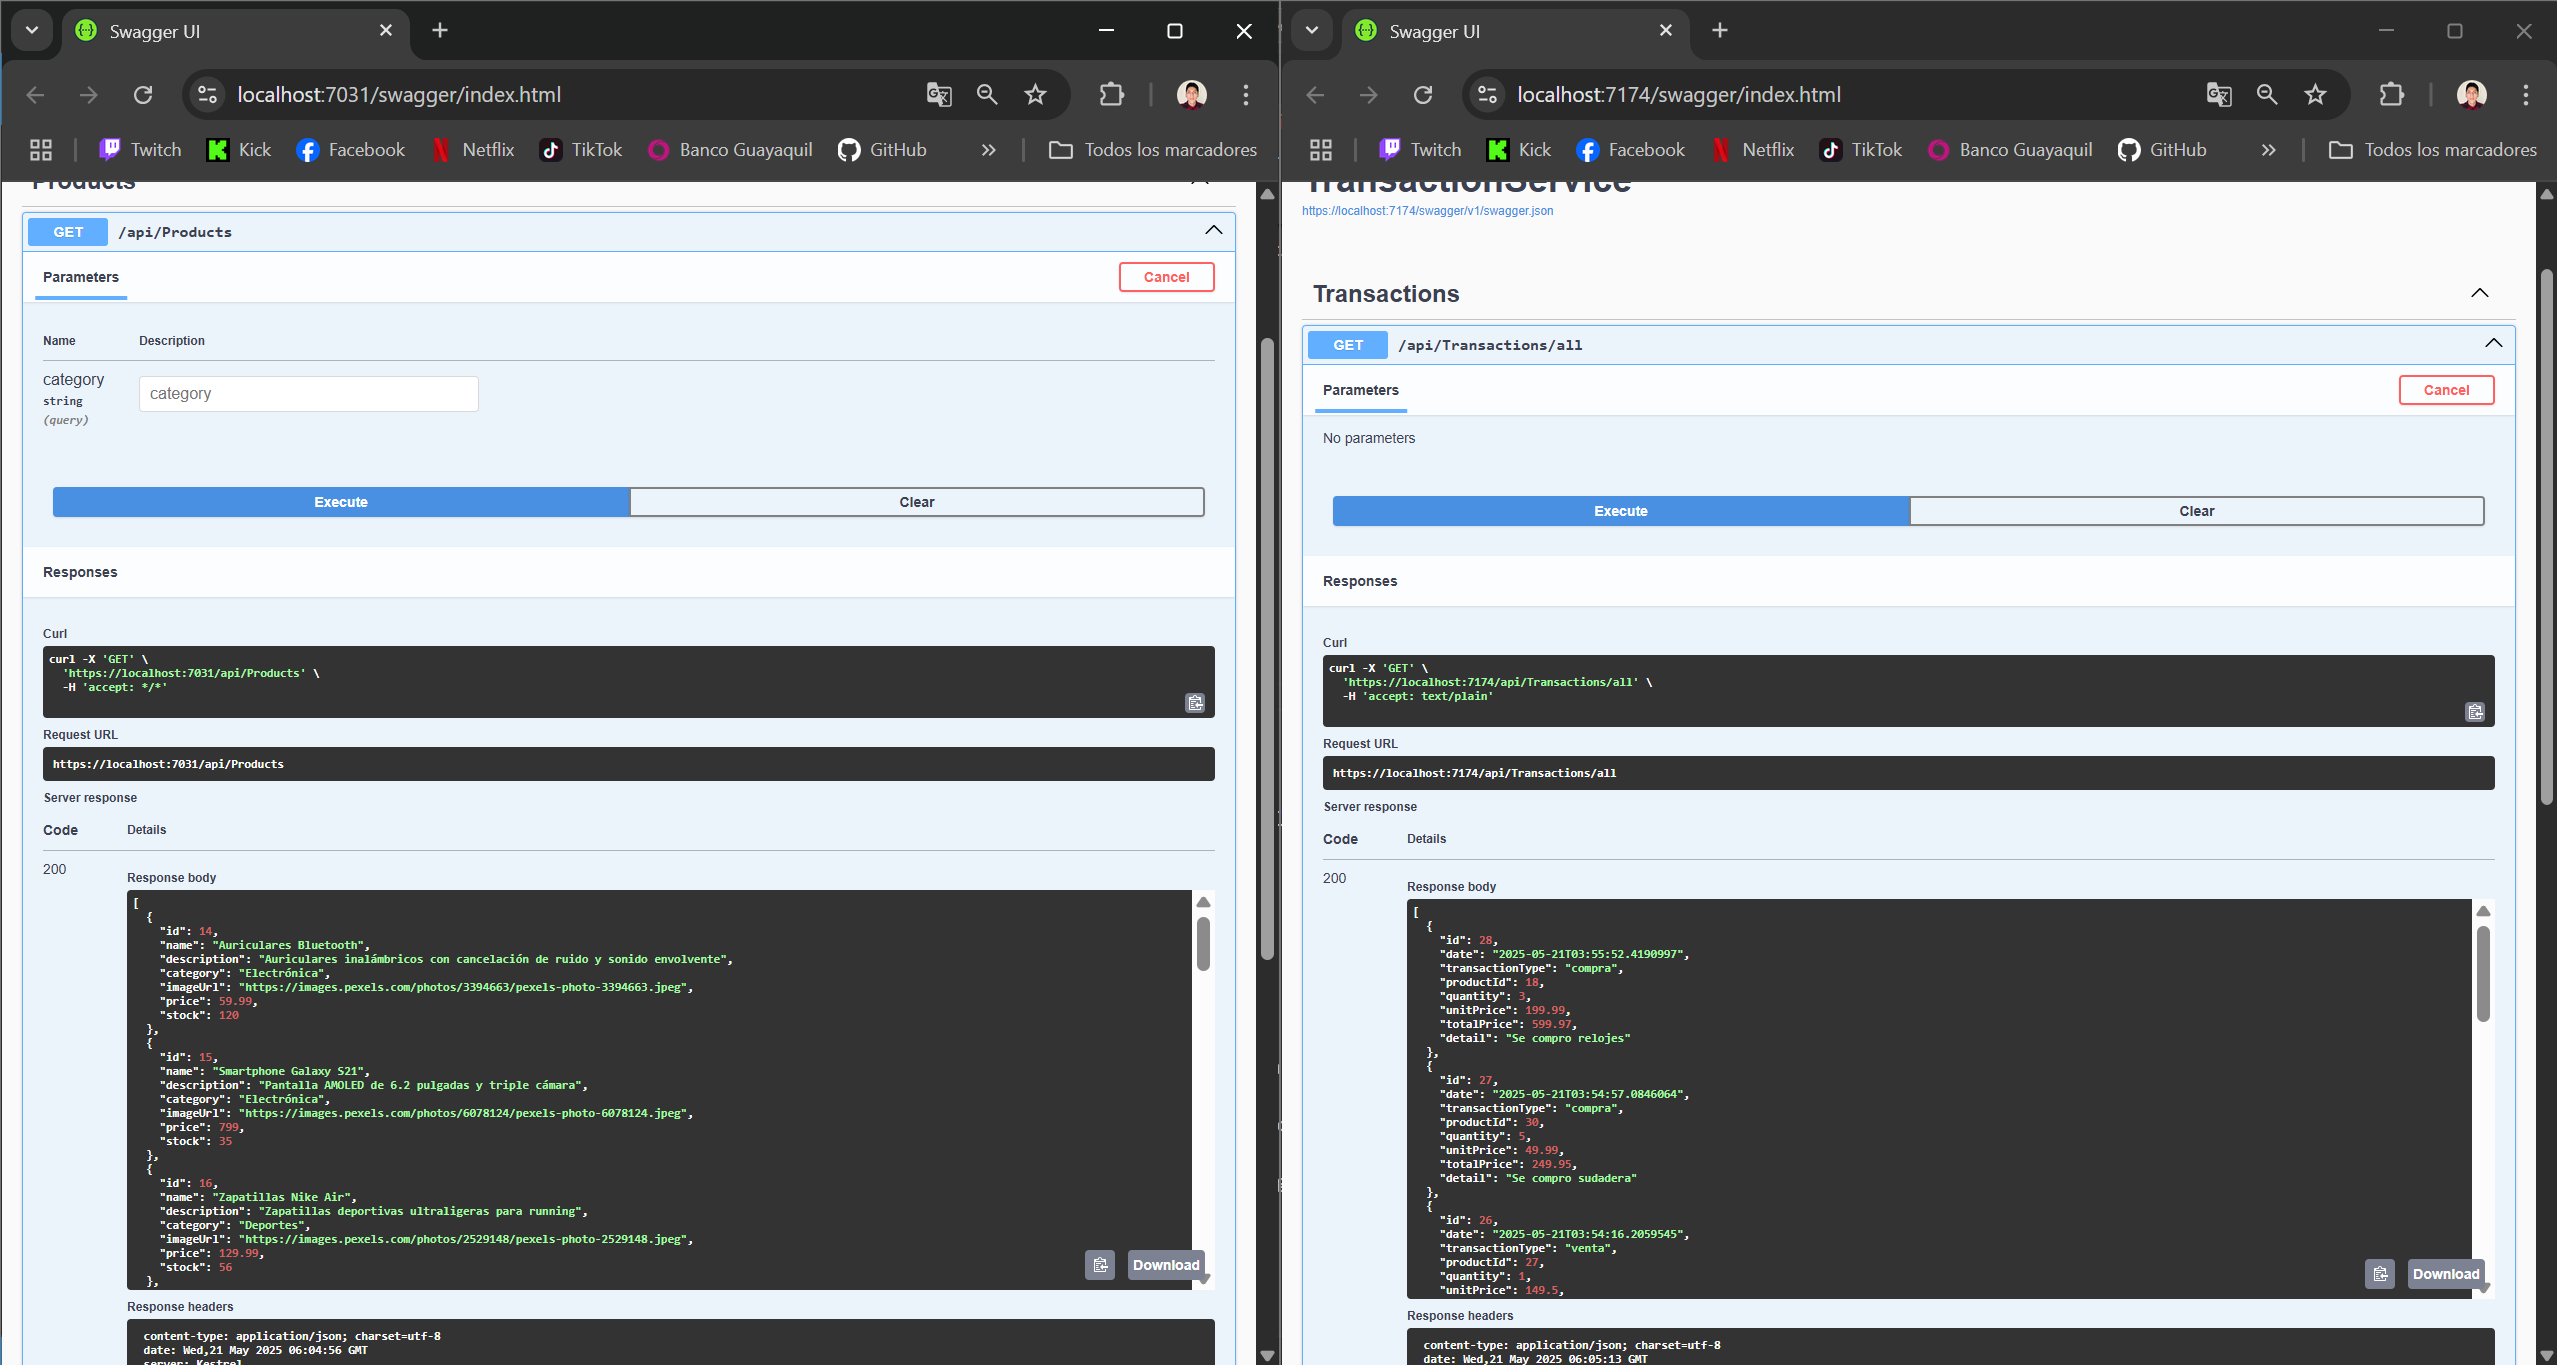 Swagger UI
localhost:7031/swagger/index.html
Twitch Kick Facebook Netflix TikTok Banco Guayaquil GitHub Todos los marcadores
Products
GET /api/Products
Parameters
Cancel
Name Description
category
string
(query)
category
Execute Clear
Responses
Curl
curl -X 'GET' \
'https://localhost:7031/api/Products' \
-H 'accept: */*'
Request URL
https://localhost:7031/api/Products
Server response
Code Details
200
Response body
[
{
"id": 14,
"name": "Auriculares Bluetooth",
"description": "Auriculares inalámbricos con cancelación de ruido y sonido envolvente",
"category": "Electrónica",
"imageUrl": "https://images.pexels.com/photos/3394663/pexels-photo-3394663.jpeg",
"price": 59.99,
"stock": 120
},
{
"id": 15,
"name": "Smartphone Galaxy S21",
"description": "Pantalla AMOLED de 6.2 pulgadas y triple cámara",
"category": "Electrónica",
"imageUrl": "https://images.pexels.com/photos/6078124/pexels-photo-6078124.jpeg",
"price": 799,
"stock": 35
},
{
"id": 16,
"name": "Zapatillas Nike Air",
"description": "Zapatillas deportivas ultraligeras para running",
"category": "Deportes",
"imageUrl": "https://images.pexels.com/photos/2529148/pexels-photo-2529148.jpeg",
"price": 129.99,
"stock": 56
},
Download
Response headers
content-type: application/json; charset=utf-8
date: Wed,21 May 2025 06:04:56 GMT
server: Kestrel
Swagger UI
localhost:7174/swagger/index.html
Twitch Kick Facebook Netflix TikTok Banco Guayaquil GitHub Todos los marcadores
TransactionService
https://localhost:7174/swagger/v1/swagger.json
Transactions
GET /api/Transactions/all
Parameters
Cancel
No parameters
Execute Clear
Responses
Curl
curl -X 'GET' \
'https://localhost:7174/api/Transactions/all' \
-H 'accept: text/plain'
Request URL
https://localhost:7174/api/Transactions/all
Server response
Code Details
200
Response body
[
{
"id": 28,
"date": "2025-05-21T03:55:52.4190997",
"transactionType": "compra",
"productId": 18,
"quantity": 3,
"unitPrice": 199.99,
"totalPrice": 599.97,
"detail": "Se compro relojes"
},
{
"id": 27,
"date": "2025-05-21T03:54:57.0846064",
"transactionType": "compra",
"productId": 30,
"quantity": 5,
"unitPrice": 49.99,
"totalPrice": 249.95,
"detail": "Se compro sudadera"
},
{
"id": 26,
"date": "2025-05-21T03:54:16.2059545",
"transactionType": "venta",
"productId": 27,
"quantity": 1,
"unitPrice": 149.5,
Download
Response headers
content-type: application/json; charset=utf-8
date: Wed,21 May 2025 06:05:13 GMT